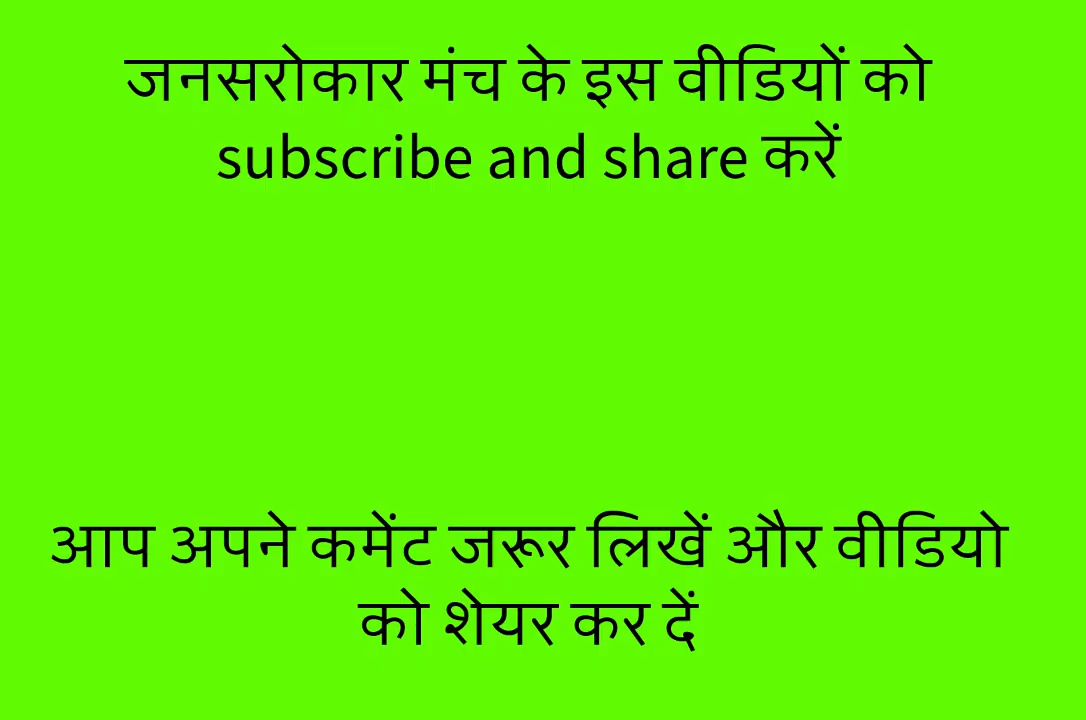 जनसरोकार मंच के इस वीडियों को
subscribe and share करें
आप अपने कमेंट जरूर लिखें और वीडियो
को शेयर कर दें